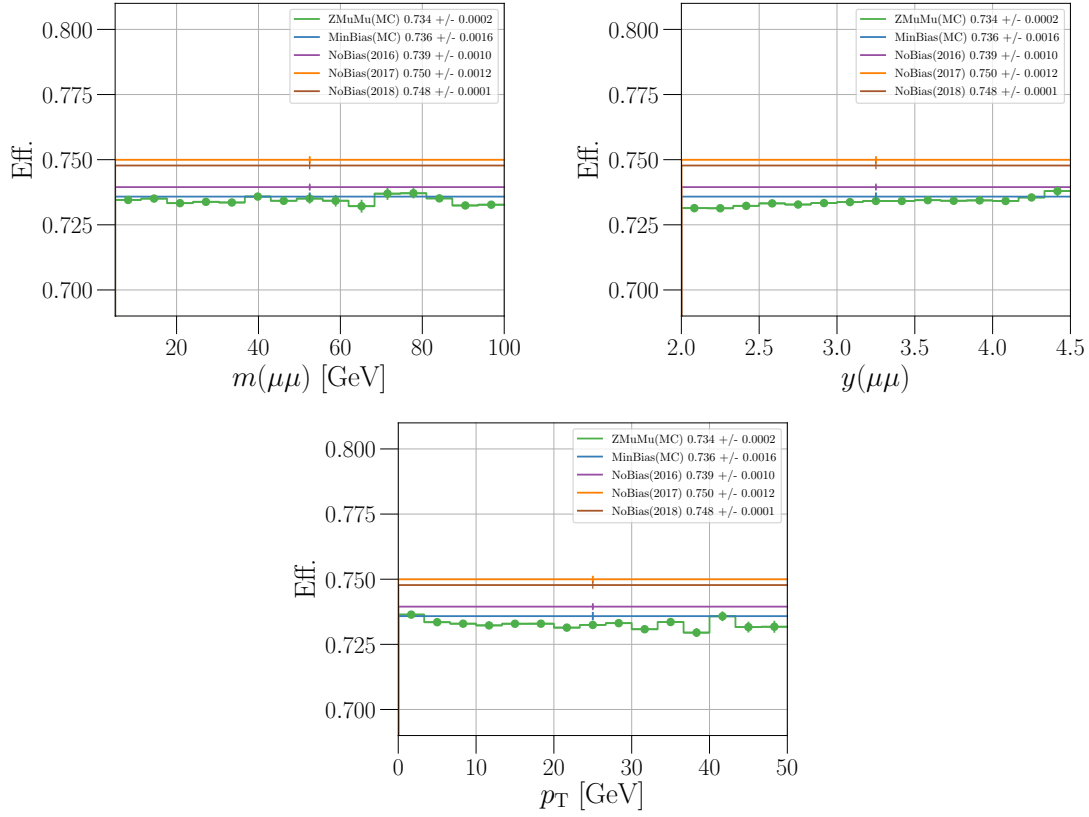 0.800
0.775
0.750
0.725
0.700
Eff.
ZMuMu(MC) 0.734 +/- 0.0002
MinBias(MC) 0.736 +/- 0.0016
NoBias(2016) 0.739 +/- 0.0010
NoBias(2017) 0.750 +/- 0.0012
NoBias(2018) 0.748 +/- 0.0001
20 40 60 80 100
m(μμ) [GeV]
0.800
0.775
0.750
0.725
0.700
Eff.
ZMuMu(MC) 0.734 +/- 0.0002
MinBias(MC) 0.736 +/- 0.0016
NoBias(2016) 0.739 +/- 0.0010
NoBias(2017) 0.750 +/- 0.0012
NoBias(2018) 0.748 +/- 0.0001
2.0 2.5 3.0 3.5 4.0 4.5
y(μμ)
0.800
0.775
0.750
0.725
0.700
Eff.
ZMuMu(MC) 0.734 +/- 0.0002
MinBias(MC) 0.736 +/- 0.0016
NoBias(2016) 0.739 +/- 0.0010
NoBias(2017) 0.750 +/- 0.0012
NoBias(2018) 0.748 +/- 0.0001
0 10 20 30 40 50
p_T [GeV]